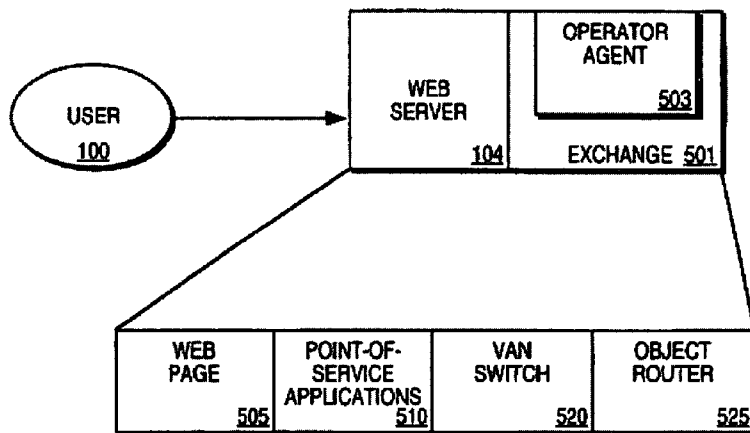 USER
100
WEB
SERVER
104
OPERATOR
AGENT
503
EXCHANGE 501
WEB
PAGE
505
POINT-OF-
SERVICE
APPLICATIONS
510
VAN
SWITCH
520
OBJECT
ROUTER
525